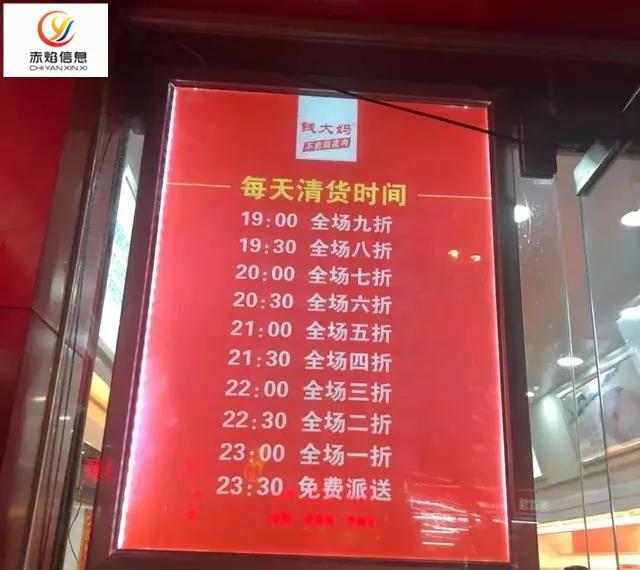 赤焰信息
CHIYANXINXI
钱大妈
不卖隔夜肉
每天清货时间
19:00 全场九折
19:30 全场八折
20:00 全场七折
20:30 全场六折
21:00 全场五折
21:30 全场四折
22:00 全场三折
22:30 全场二折
23:00 全场一折
23:30 免费派送